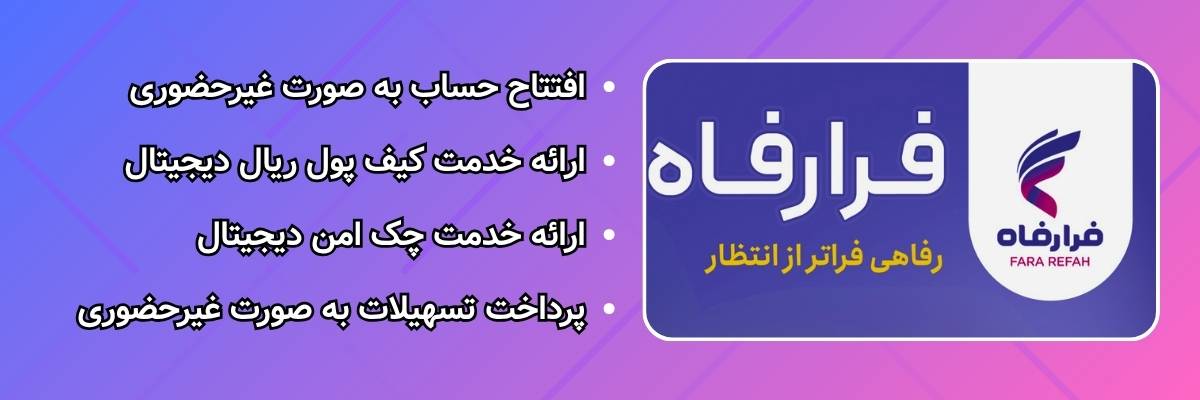 فرارفاه
رفاهی فراتر از انتظار
فرارفاه
FARA REFAH
• افتتاح حساب به صورت غیرحضوری
• ارائه خدمت کیف پول ریال دیجیتال
• ارائه خدمت چک امن دیجیتال
• پرداخت تسهیلات به صورت غیرحضوری